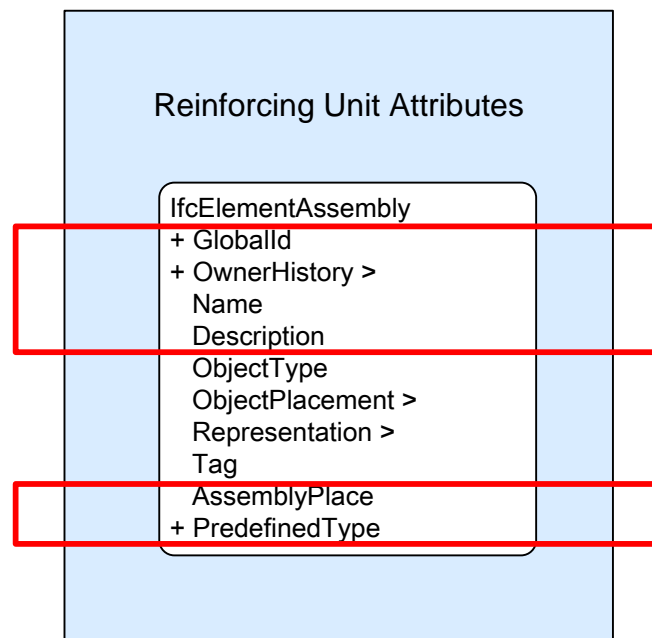 Reinforcing Unit Attributes
IfcElementAssembly
+ GlobalId
+ OwnerHistory >
Name
Description
ObjectType
ObjectPlacement >
Representation >
Tag
AssemblyPlace
+ PredefinedType